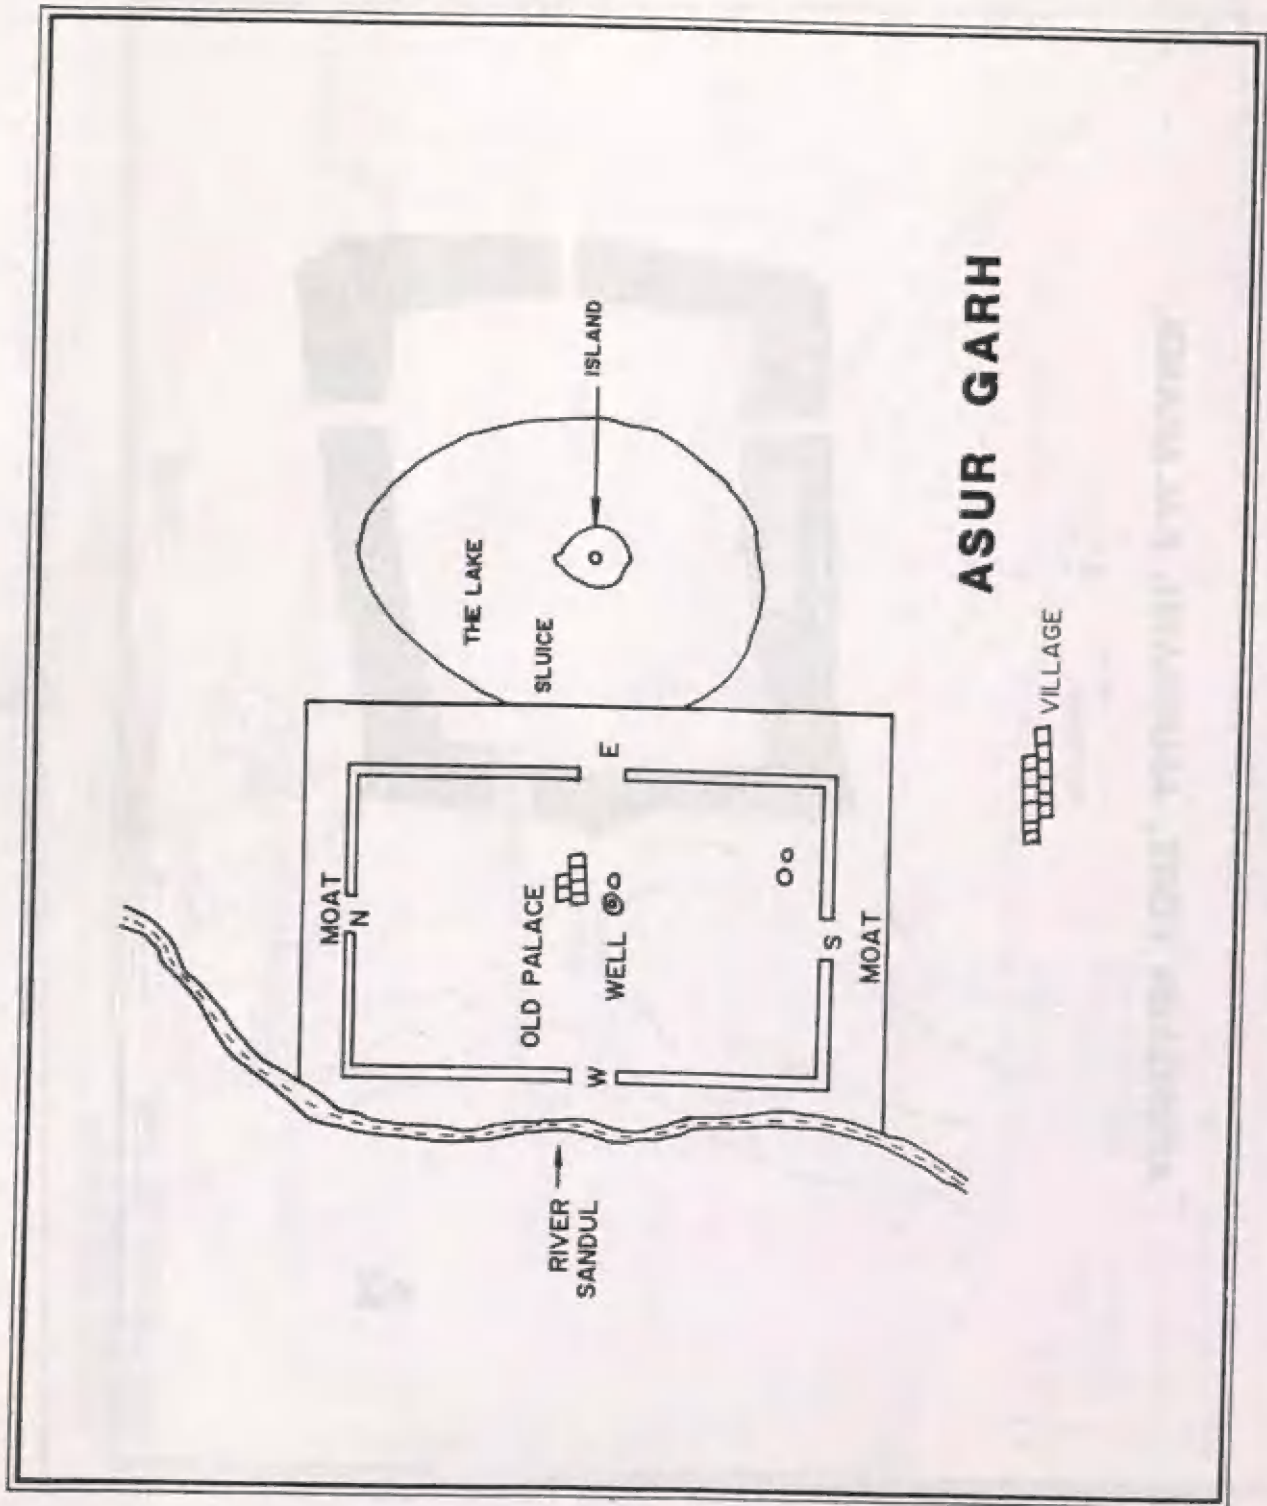 MOAT
N
THE LAKE
SLUICE
ISLAND
OLD PALACE
WELL
W
E
RIVER
SANDUL
S
MOAT
VILLAGE
ASUR GARH